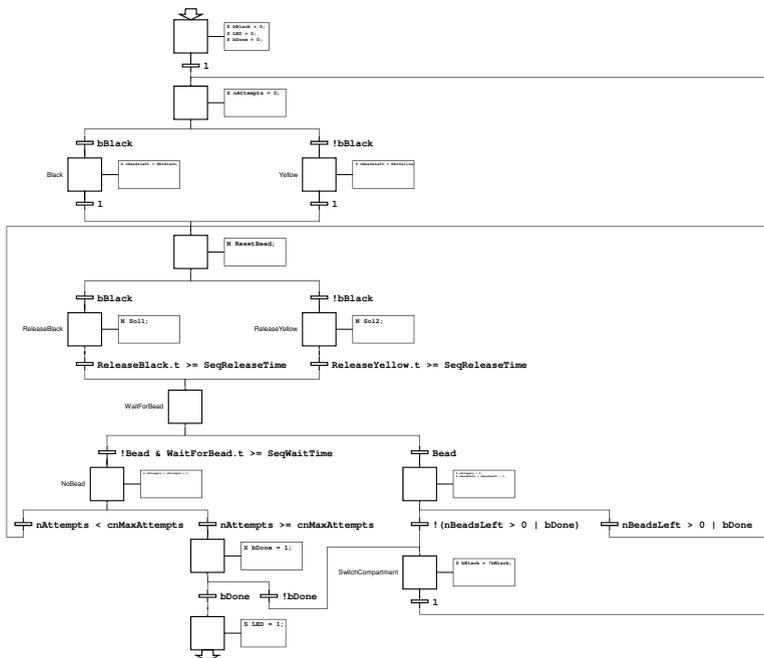 X bBlack = 0;
X LED = 0;
X bDone = 0;
1
S nAttempts = 0;
bBlack
!bBlack
Black
Yellow
1
1
N ResetBead;
bBlack
!bBlack
ReleaseBlack
N Sol1;
ReleaseYellow
N Sol2;
ReleaseBlack.t >= SeqReleaseTime
ReleaseYellow.t >= SeqReleaseTime
WaitForBead
!Bead & WaitForBead.t >= SeqWaitTime
Bead
NoBead
nAttempts < cnMaxAttempts
nAttempts >= cnMaxAttempts
!(nBeadsLeft > 0 | bDone)
nBeadsLeft > 0 | bDone
X bDone = 1;
SwitchCompartment
S bBlack = !bBlack;
bDone
!bDone
1
S LED = 1;